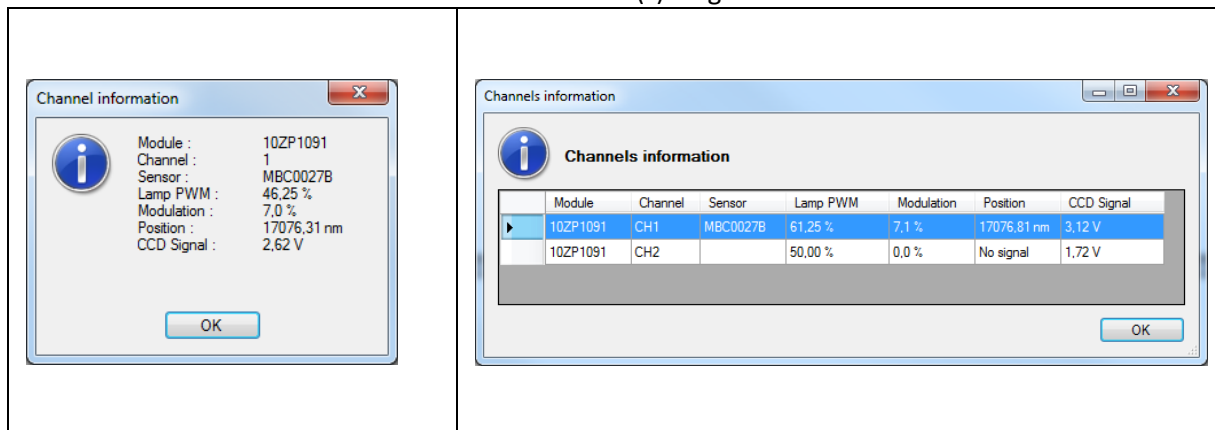 Channel information
Module : 10ZP1091
Channel : 1
Sensor : MBC0027B
Lamp PWM : 46,25 %
Modulation : 7,0 %
Position : 17076,31 nm
CCD Signal : 2,62 V
OK
Channels information
Channels information
Module Channel Sensor Lamp PWM Modulation Position CCD Signal
10ZP1091 CH1 MBC0027B 61,25 % 7,1 % 17076,81 nm 3,12 V
10ZP1091 CH2 50,00 % 0,0 % No signal 1,72 V
OK